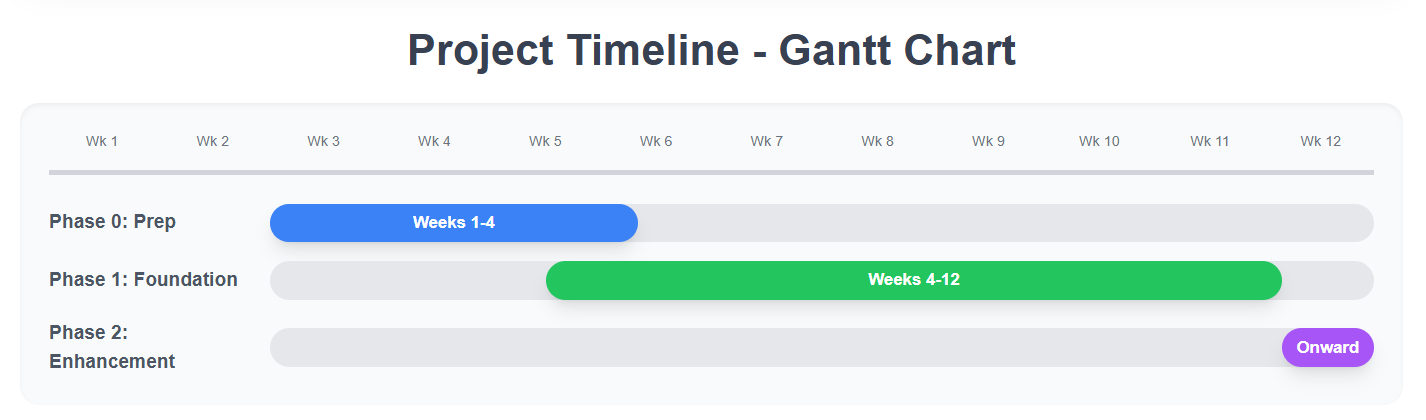 Project Timeline - Gantt Chart
Wk 1 Wk 2 Wk 3 Wk 4 Wk 5 Wk 6 Wk 7 Wk 8 Wk 9 Wk 10 Wk 11 Wk 12
Phase 0: Prep Weeks 1-4
Phase 1: Foundation Weeks 4-12
Phase 2:
Enhancement
Onward